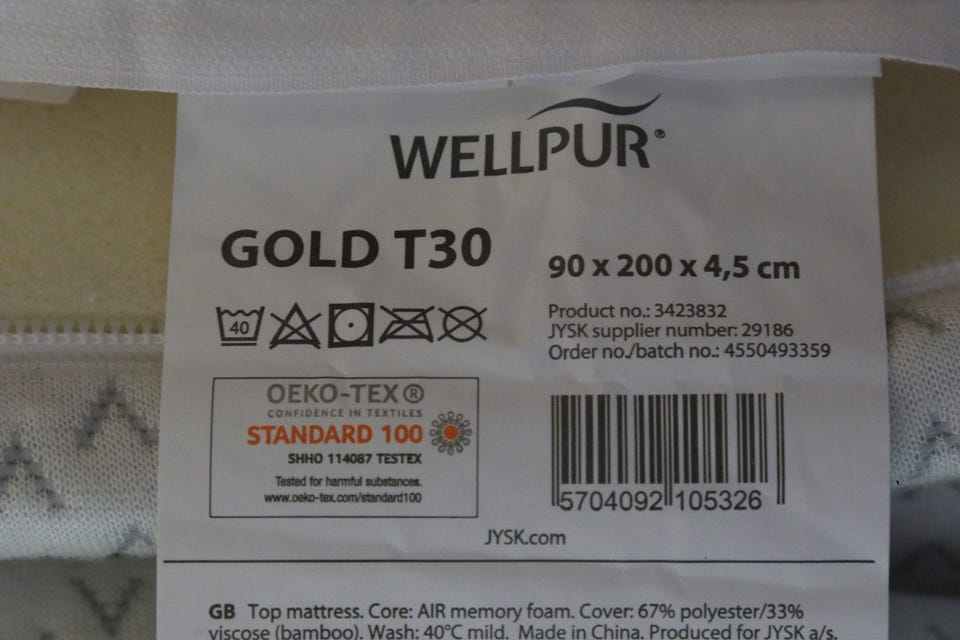 WELLPUR®
GOLD T30
90 x 200 x 4,5 cm
40
Product no.: 3423832
JYSK supplier number: 29186
Order no./batch no.: 4550493359
OEKO-TEX®
CONFIDENCE IN TEXTILES
STANDARD 100
SHHO 114087 TESTEX
Tested for harmful substances.
www.oeko-tex.com/standard100
5704092 105326
JYSK.com
GB Top mattress. Core: AIR memory foam. Cover: 67% polyester/33%
viscose (bamboo). Wash: 40°C mild. Made in China. Produced for JYSK a/s.